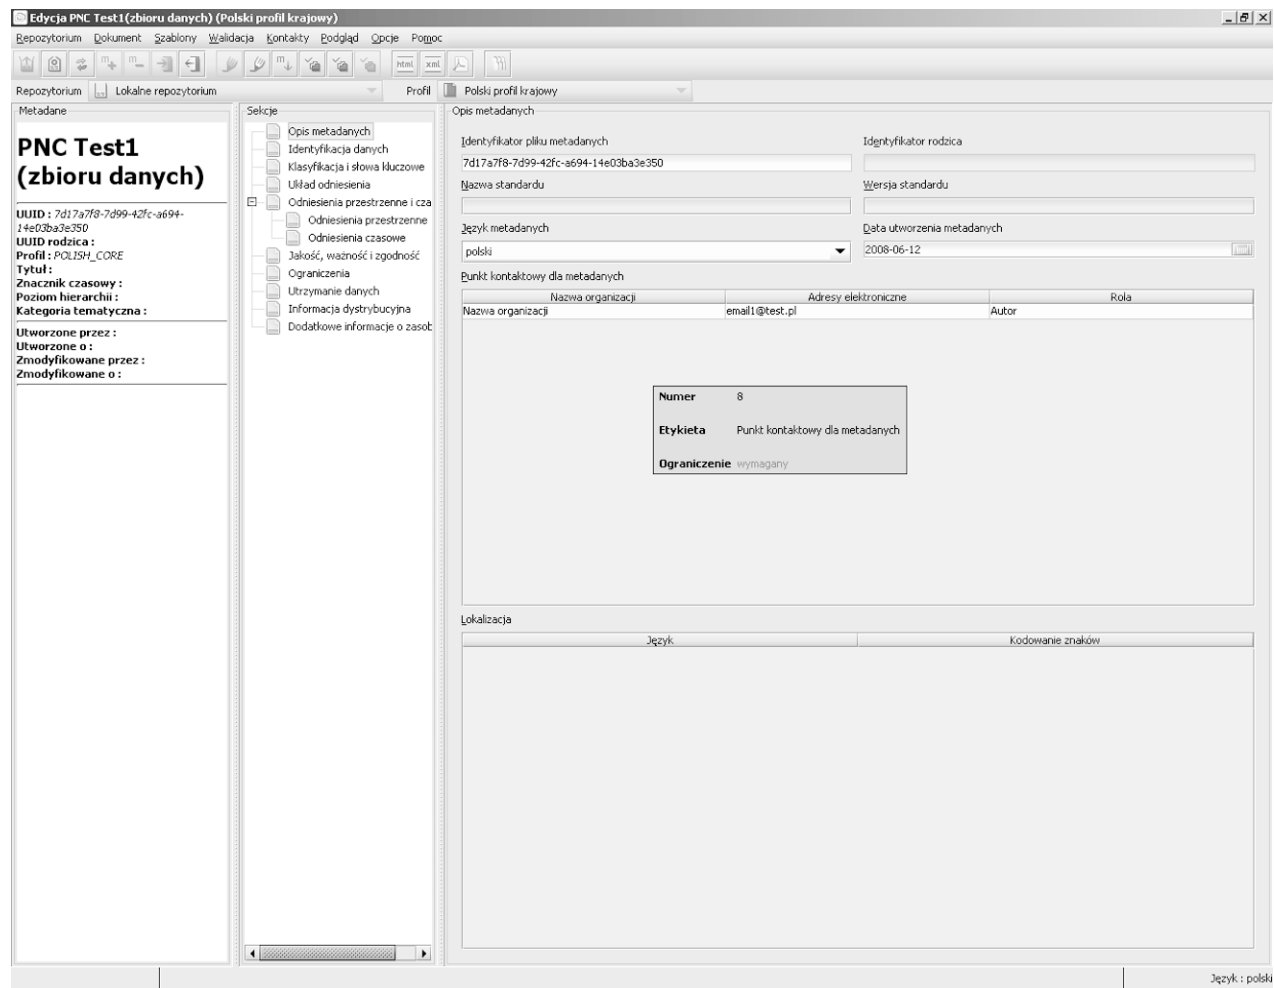 Edycja PNC Test1(zbioru danych) (Polski profil krajowy)
Repozytorium Dokument Szablony Walidacja Kontakty Podgląd Opcje Pomoc
html xml
Repozytorium Lokalne repozytorium Profil Polski profil krajowy
Metadane
PNC Test1
(zbioru danych)
UUID : 7d17a7f8-7d99-42fc-a694-
14e03ba3e350
UUID rodzica :
Profil : POLISH_CORE
Tytuł :
Znacznik czasowy :
Poziom hierarchii :
Kategoria tematyczna :
Utworzone przez :
Utworzone o :
Zmodyfikowane przez :
Zmodyfikowane o :
Sekcje
Opis metadanych
Identyfikacja danych
Klasyfikacja i słowa kluczowe
Układ odniesienia
Odniesienia przestrzenne i cza
Odniesienia przestrzenne
Odniesienia czasowe
Jakość, ważność i zgodność
Ograniczenia
Utrzymanie danych
Informacja dystrybucyjna
Dodatkowe informacje o zasob
Opis metadanych
Identyfikator pliku metadanych Identyfikator rodzica
7d17a7f8-7d99-42fc-a694-14e03ba3e350
Nazwa standardu Wersja standardu
Język metadanych Data utworzenia metadanych
polski 2008-06-12
Punkt kontaktowy dla metadanych
Nazwa organizacji Adresy elektroniczne Rola
Nazwa organizacji email1@test.pl Autor
Numer 8
Etykieta Punkt kontaktowy dla metadanych
Ograniczenie wymagany
Lokalizacja
Język Kodowanie znaków
Język : polski